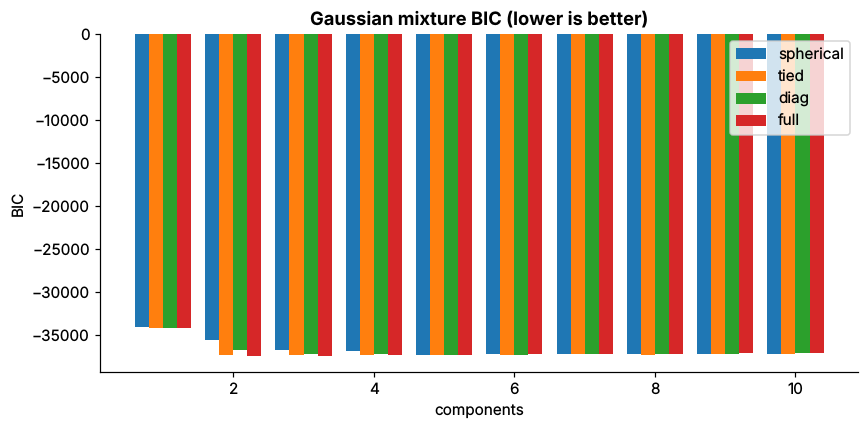 Gaussian mixture BIC (lower is better)
0
−5000
−10000
−15000
−20000
−25000
−30000
−35000
BIC
spherical
tied
diag
full
2
4
6
8
10
components